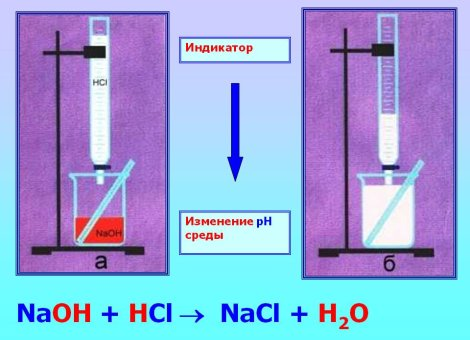 HCl
NaOH
а
Индикатор
Изменение pH
среды
б
NaOH + HCl → NaCl + H₂O